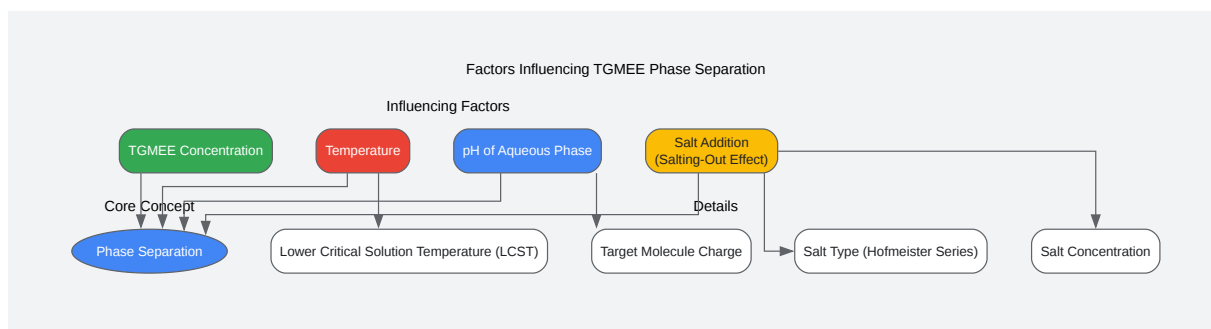 Factors Influencing TGMEE Phase Separation
Influencing Factors
TGMEE Concentration
Temperature
pH of Aqueous Phase
Salt Addition
(Salting-Out Effect)
Core Concept
Details
Phase Separation
Lower Critical Solution Temperature (LCST)
Target Molecule Charge
Salt Type (Hofmeister Series)
Salt Concentration